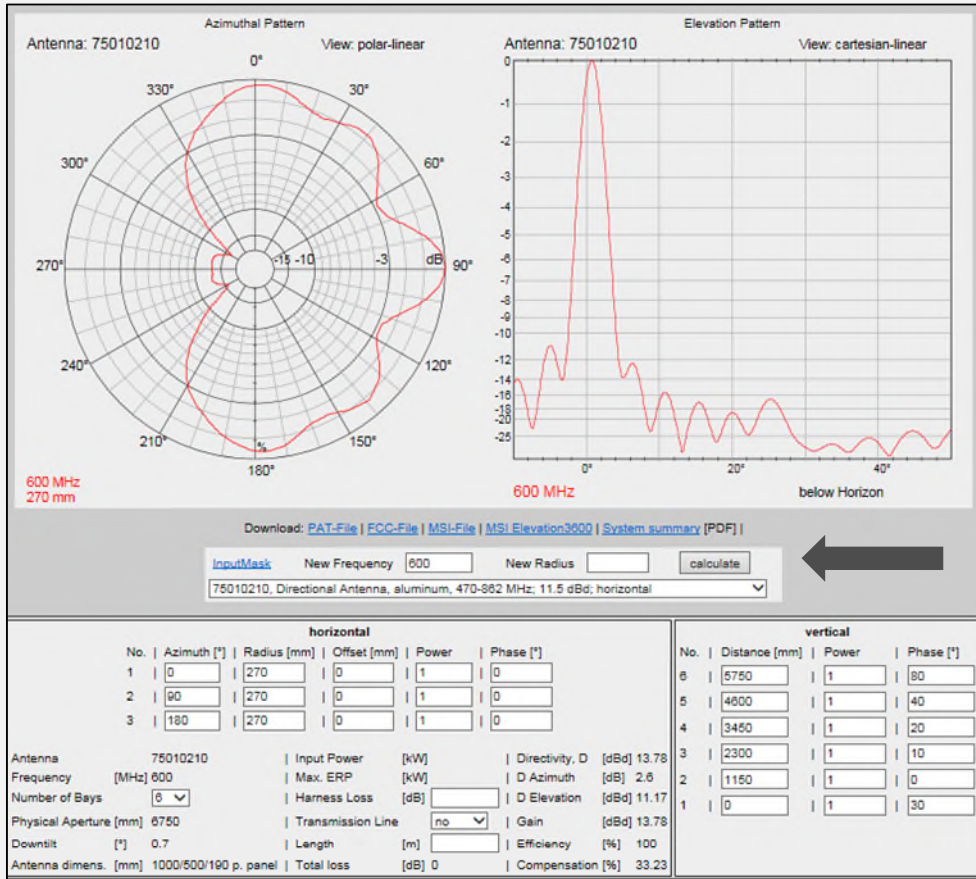 Azimuthal Pattern
Antenna: 75010210 View: polar-linear
0°
330° 30°
300° 60°
270° -15 -10 -3 dB 90°
240° 120°
210° 150°
%
180°
600 MHz
270 mm
Elevation Pattern
Antenna: 75010210 View: cartesian-linear
0
-1
-2
-3
-4
-5
-6
-7
-8
-9
-10
-12
-14
-16
-18
-20
-25
0° 20° 40°
600 MHz below Horizon
Download: PAT-File | FCC-File | MSI-File | MSI Elevation3600 | System summary [PDF] |
InputMask New Frequency 600 New Radius calculate
75010210, Directional Antenna, aluminum, 470-862 MHz; 11.5 dBd; horizontal
horizontal
No. | Azimuth [°] | Radius [mm] | Offset [mm] | Power | Phase [°]
1 | 0 | 270 | 0 | 1 | 0
2 | 90 | 270 | 0 | 1 | 0
3 | 180 | 270 | 0 | 1 | 0
Antenna 75010210 | Input Power [kW] | Directivity, D [dBd] 13.78
Frequency [MHz] 600 | Max. ERP [kW] | D Azimuth [dB] 2.6
Number of Bays 6 | Harness Loss [dB] | D Elevation [dBd] 11.17
Physical Aperture [mm] 6750 | Transmission Line no | Gain [dBd] 13.78
Downtilt [°] 0.7 | Length [m] | Efficiency [%] 100
Antenna dimens. [mm] 1000/500/190 p. panel | Total loss [dB] 0 | Compensation [%] 33.23
vertical
No. | Distance [mm] | Power | Phase [°]
6 | 5750 | 1 | 80
5 | 4600 | 1 | 40
4 | 3450 | 1 | 20
3 | 2300 | 1 | 10
2 | 1150 | 1 | 0
1 | 0 | 1 | 30